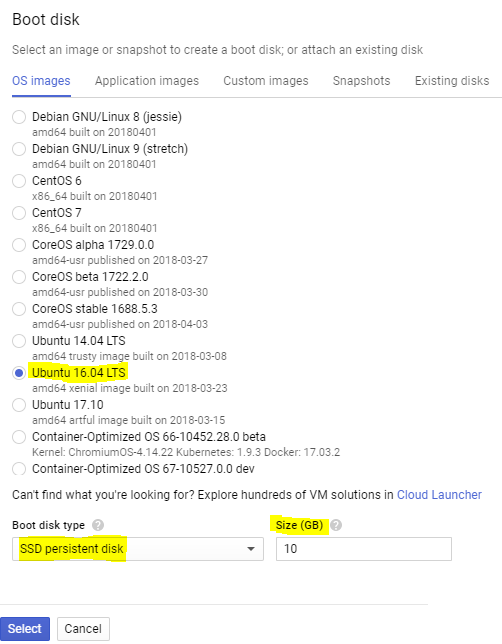 Boot disk
Select an image or snapshot to create a boot disk; or attach an existing disk
OS images Application images Custom images Snapshots Existing disks
Debian GNU/Linux 8 (jessie)
amd64 built on 20180401
Debian GNU/Linux 9 (stretch)
amd64 built on 20180401
CentOS 6
x86_64 built on 20180401
CentOS 7
x86_64 built on 20180401
CoreOS alpha 1729.0.0
amd64-usr published on 2018-03-27
CoreOS beta 1722.2.0
amd64-usr published on 2018-03-30
CoreOS stable 1688.5.3
amd64-usr published on 2018-04-03
Ubuntu 14.04 LTS
amd64 trusty image built on 2018-03-08
Ubuntu 16.04 LTS
amd64 xenial image built on 2018-03-23
Ubuntu 17.10
amd64 artful image built on 2018-03-15
Container-Optimized OS 66-10452.28.0 beta
Kernel: ChromiumOS-4.14.22 Kubernetes: 1.9.3 Docker: 17.03.2
Container-Optimized OS 67-10527.0.0 dev
Can't find what you're looking for? Explore hundreds of VM solutions in Cloud Launcher
Boot disk type ? Size (GB) ?
SSD persistent disk 10
Select Cancel